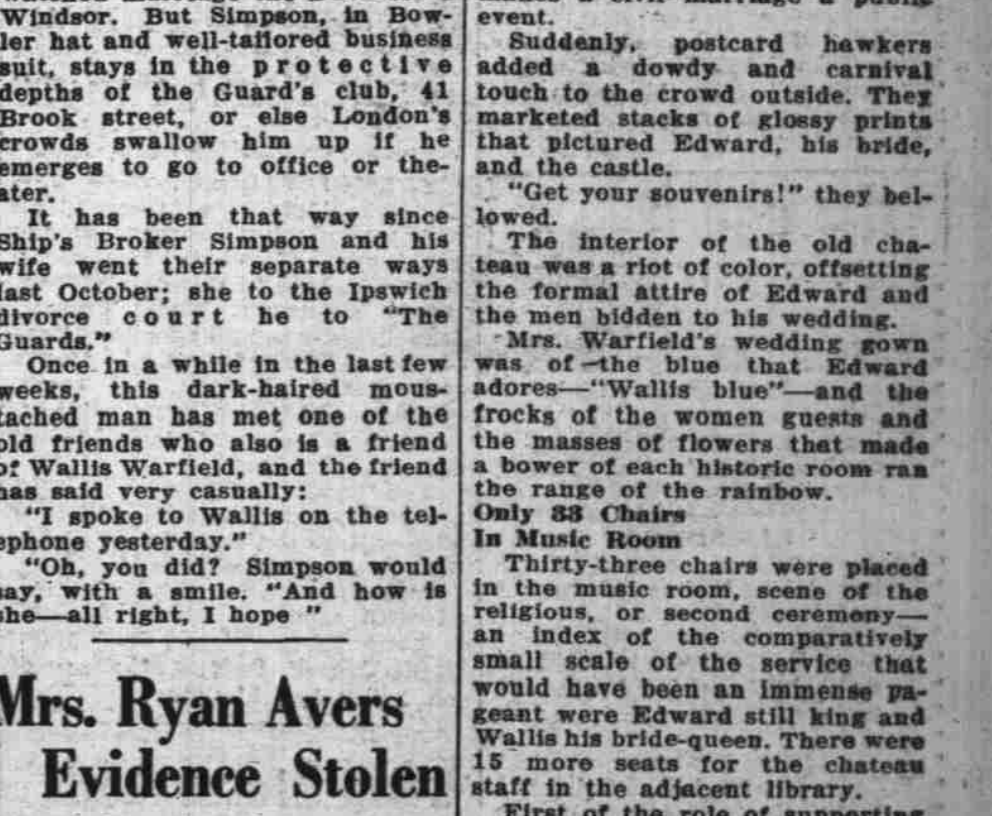 Windsor. But Simpson, in Bow-
ler hat and well-tailored business
suit, stays in the protective
depths of the Guard's club, 41
Brook street, or else London's
crowds swallow him up if he
emerges to go to office or the-
ater.
It has been that way since
Ship's Broker Simpson and his
wife went their separate ways
last October; she to the Ipswich
divorce court he to "The
Guards."
Once in a while in the last few
weeks, this dark-haired mous-
tached man has met one of the
old friends who also is a friend
of Wallis Warfield, and the friend
has said very casually:
"I spoke to Wallis on the tel-
ephone yesterday."
"Oh, you did? Simpson would
say, with a smile. "And how is
she—all right, I hope "
Mrs. Ryan Avers
Evidence Stolen
event.
Suddenly, postcard hawkers
added a dowdy and carnival
touch to the crowd outside. They
marketed stacks of glossy prints
that pictured Edward, his bride,
and the castle.
"Get your souvenirs!" they bel-
lowed.
The interior of the old cha-
teau was a riot of color, offsetting
the formal attire of Edward and
the men bidden to his wedding.
Mrs. Warfield's wedding gown
was of—the blue that Edward
adores—"Wallis blue"—and the
frocks of the women guests and
the masses of flowers that made
a bower of each historic room ran
the range of the rainbow.
Only 33 Chairs
In Music Room
Thirty-three chairs were placed
in the music room, scene of the
religious, or second ceremony—
an index of the comparatively
small scale of the service that
would have been an immense pa-
geant were Edward still king and
Wallis his bride-queen. There were
15 more seats for the chateau
staff in the adjacent library.
First of the role of supporting